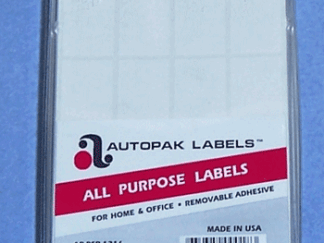 a AUTOPAK LABELS™
ALL PURPOSE LABELS
FOR HOME & OFFICE • REMOVABLE ADHESIVE
MADE IN USA